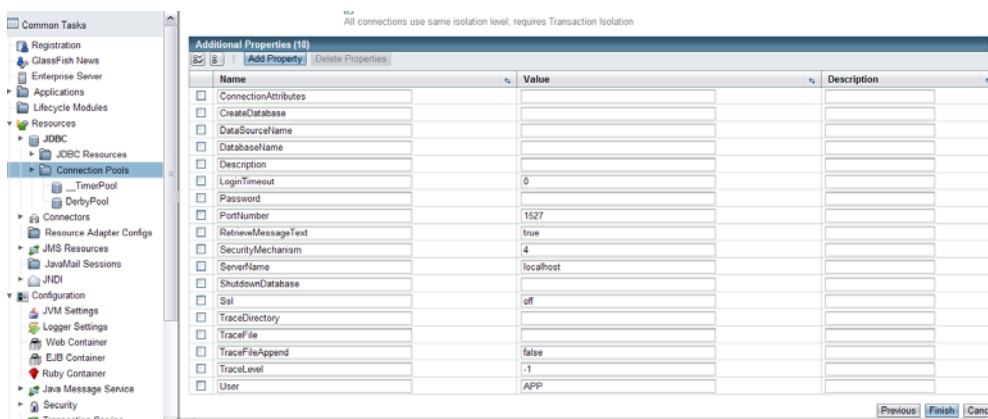 Common Tasks
Registration
GlassFish News
Enterprise Server
Applications
Lifecycle Modules
Resources
JDBC
JDBC Resources
Connection Pools
__TimerPool
DerbyPool
Connectors
Resource Adapter Configs
JMS Resources
JavaMail Sessions
JNDI
Configuration
JVM Settings
Logger Settings
Web Container
EJB Container
Ruby Container
Java Message Service
Security
All connections use same isolation level; requires Transaction Isolation
Additional Properties (18)
Add Property Delete Properties
Name Value Description
ConnectionAttributes
CreateDatabase
DataSourceName
DatabaseName
Description
LoginTimeout 0
Password
PortNumber 1527
RetrieveMessageText true
SecurityMechanism 4
ServerName localhost
ShutdownDatabase
Ssl off
TraceDirectory
TraceFile
TraceFileAppend false
TraceLevel -1
User APP
Previous Finish Canc